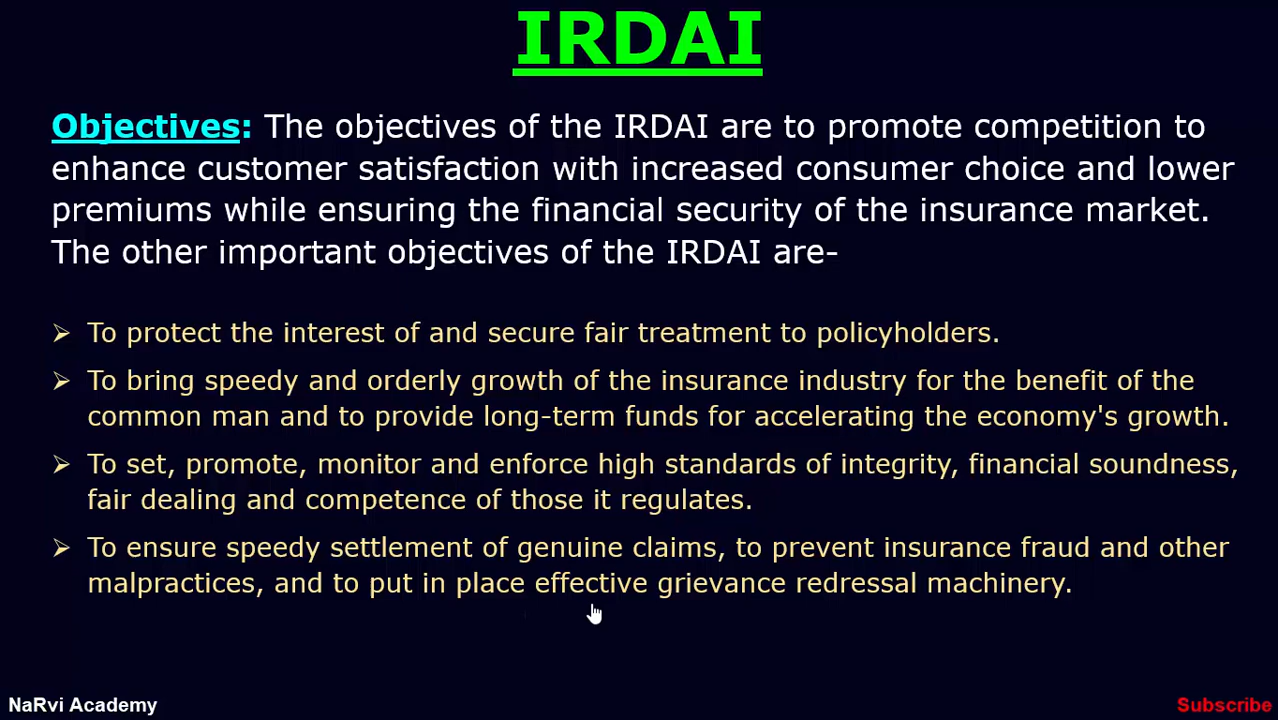 IRDAI
Objectives: The objectives of the IRDAI are to promote competition to
enhance customer satisfaction with increased consumer choice and lower
premiums while ensuring the financial security of the insurance market.
The other important objectives of the IRDAI are-
➢ To protect the interest of and secure fair treatment to policyholders.
➢ To bring speedy and orderly growth of the insurance industry for the benefit of the
common man and to provide long-term funds for accelerating the economy's growth.
➢ To set, promote, monitor and enforce high standards of integrity, financial soundness,
fair dealing and competence of those it regulates.
➢ To ensure speedy settlement of genuine claims, to prevent insurance fraud and other
malpractices, and to put in place effective grievance redressal machinery.
NaRvi Academy
Subscribe